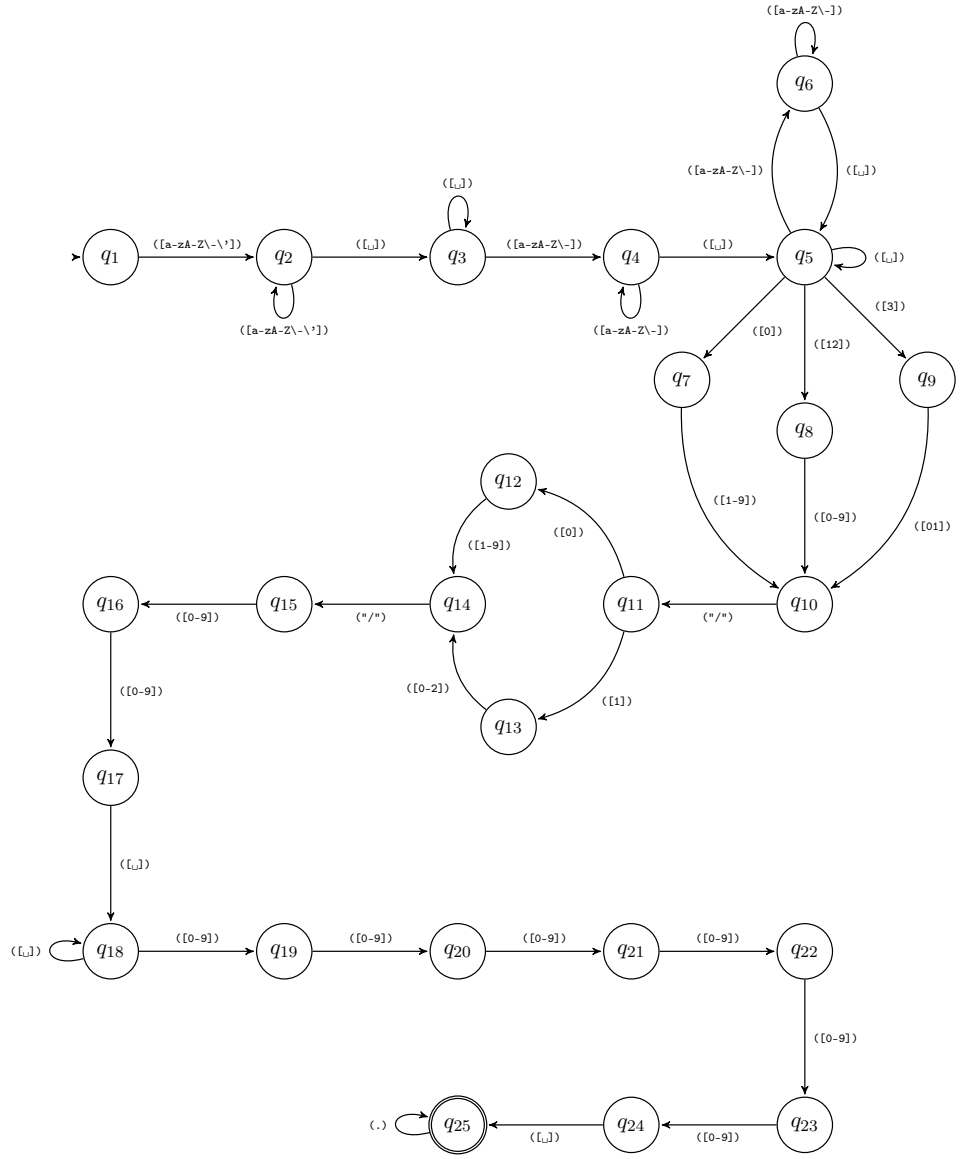 ([a-zA-Z\-])
q6
([a-zA-Z\-]) ([␣])
([␣])
q1 ([a-zA-Z\-\']) q2 ([␣]) q3 ([a-zA-Z\-]) q4 ([␣]) q5 ([␣])
([a-zA-Z\-\']) ([a-zA-Z\-])
([0]) ([12]) ([3])
q7 q8 q9
([1-9]) ([0-9]) ([01])
q12
([1-9]) ([0])
q16 ([0-9]) q15 ("/") q14 q11 ("/") q10
([0-2]) ([1])
q13
([0-9])
q17
([␣])
([␣]) q18 ([0-9]) q19 ([0-9]) q20 ([0-9]) q21 ([0-9]) q22
([0-9])
(.) q25 ([␣]) q24 ([0-9]) q23